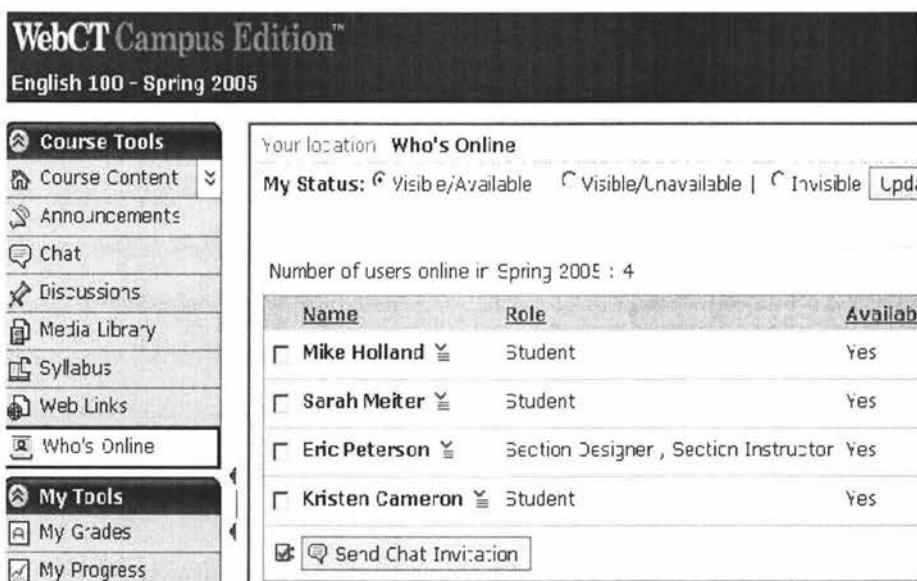 WebCT Campus Edition™
English 100 - Spring 2005
Course Tools
Course Content
Announcements
Chat
Discussions
Media Library
Syllabus
Web Links
Who's Online
My Tools
My Grades
My Progress
Your location Who's Online
My Status: Visible/Available Visible/Unavailable | Invisible Upda
Number of users online in Spring 2005 : 4
Name Role Availab
Mike Holland Student Yes
Sarah Meiter Student Yes
Eric Peterson Section Designer , Section Instructor Yes
Kristen Cameron Student Yes
Send Chat Invitation